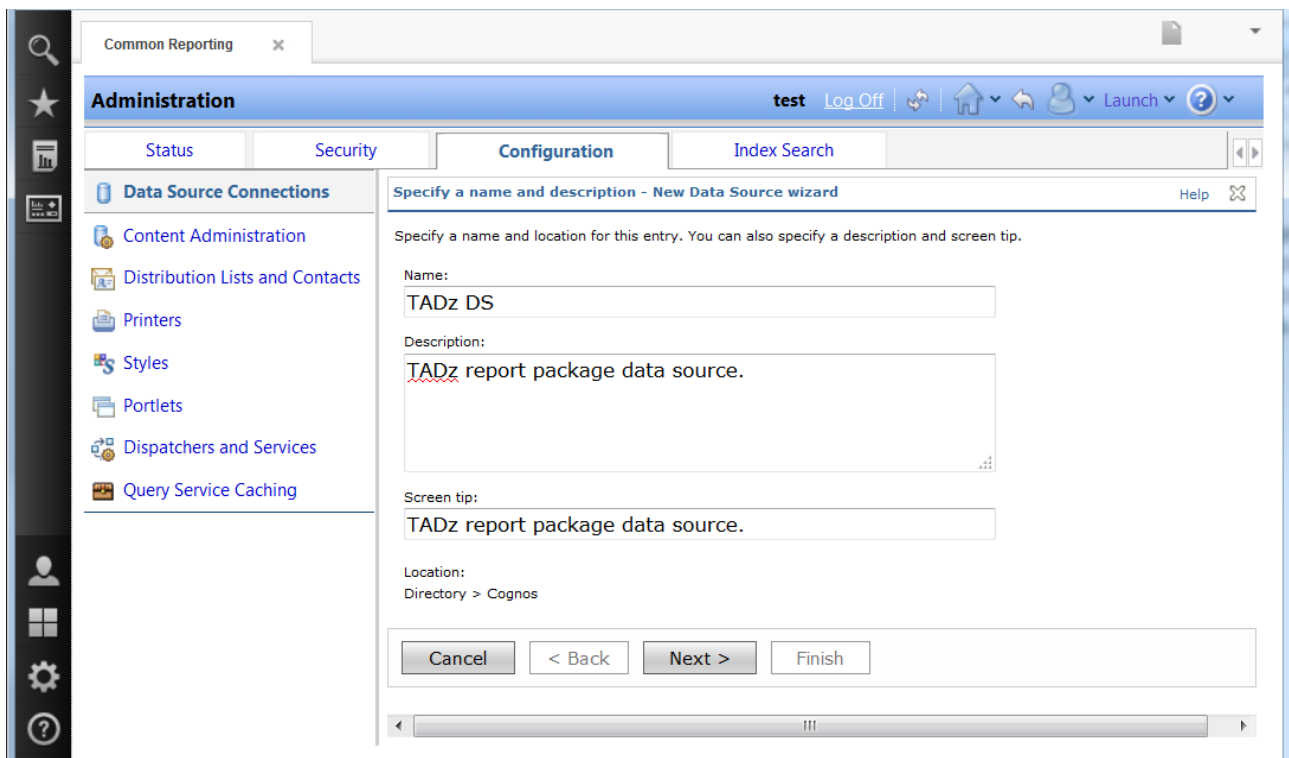 Common Reporting
Administration
test Log Off Launch
Status Security Configuration Index Search
Data Source Connections
Content Administration
Distribution Lists and Contacts
Printers
Styles
Portlets
Dispatchers and Services
Query Service Caching
Specify a name and description - New Data Source wizard
Help
Specify a name and location for this entry. You can also specify a description and screen tip.
Name:
TADz DS
Description:
TADz report package data source.
Screen tip:
TADz report package data source.
Location:
Directory > Cognos
Cancel < Back Next > Finish